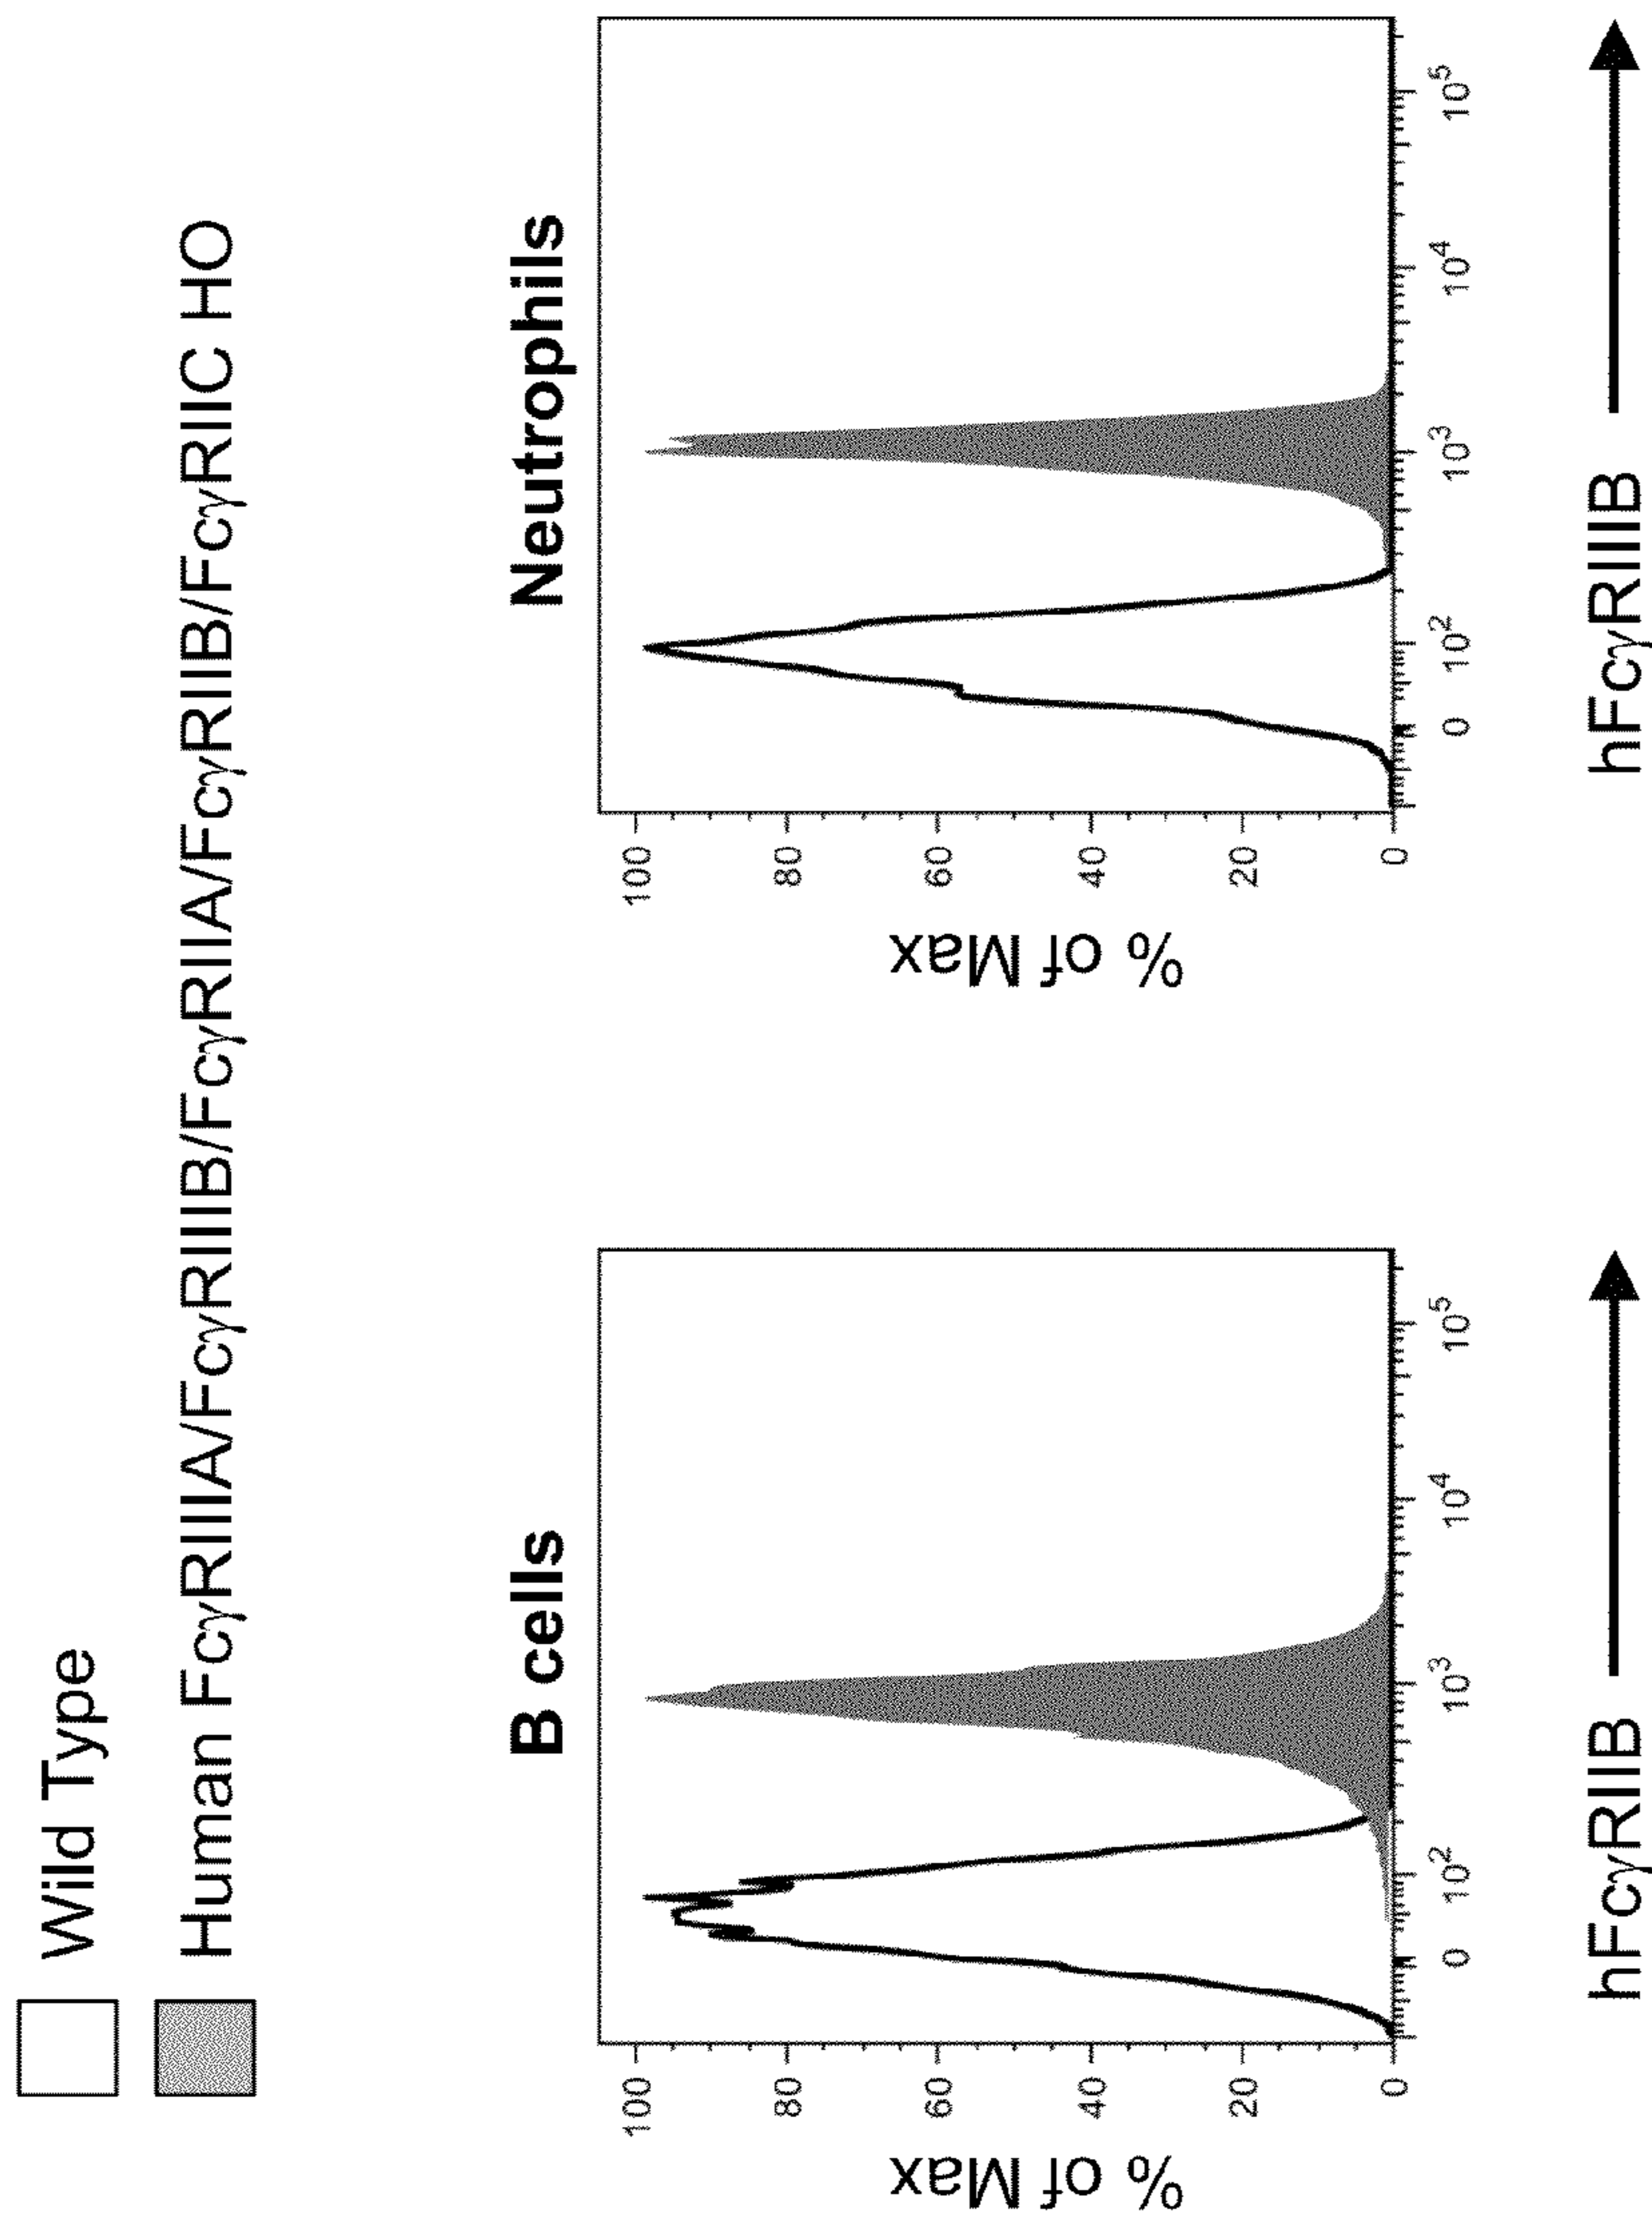 Wild Type
Human FcγRIIIA/FcγRIIIB/FcγRIIA/FcγRIIB/FcγRIIC HO
B cells
% of Max
100
80
60
40
20
0
0 10² 10³ 10⁴ 10⁵
hFcγRIIB
Neutrophils
% of Max
100
80
60
40
20
0
0 10² 10³ 10⁴ 10⁵
hFcγRIIIB